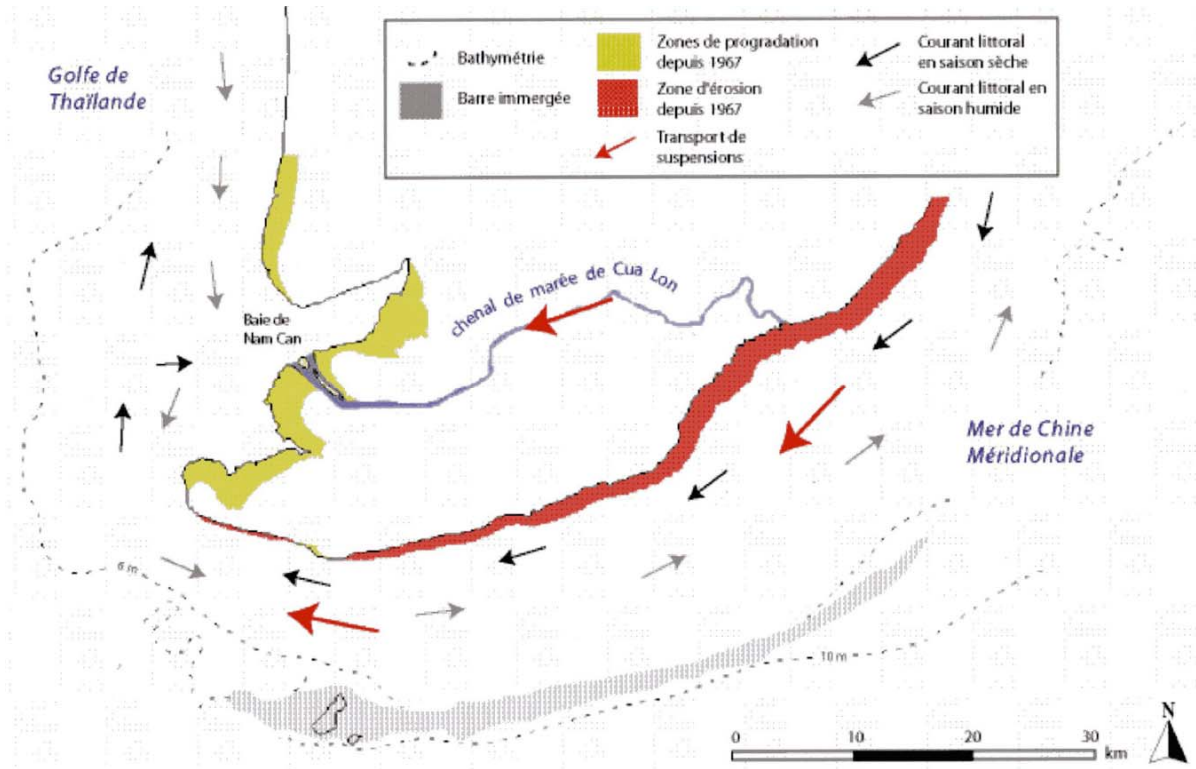 Golfe de
Thaïlande
Bathymétrie
Barre immergée
Zones de progradation
depuis 1967
Zone d'érosion
depuis 1967
Transport de
suspensions
Courant littoral
en saison sèche
Courant littoral en
saison humide
chenal de marée de Cua Lon
Baie de
Nam Can
Mer de Chine
Méridionale
6 m
10 m
0 10 20 30
km
N